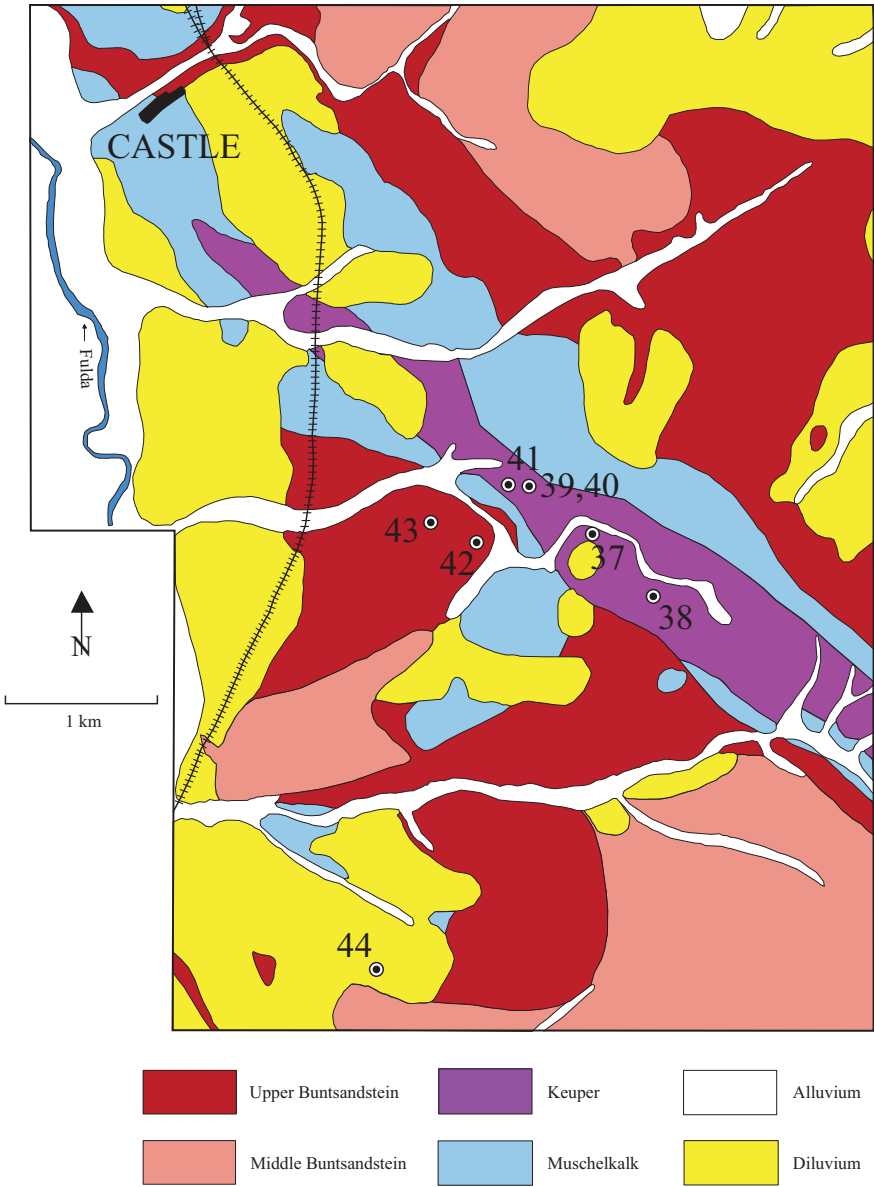 CASTLE
Fulda
41
39,40
43
42
37
38
N
1 km
44
Upper Buntsandstein
Keuper
Alluvium
Middle Buntsandstein
Muschelkalk
Diluvium